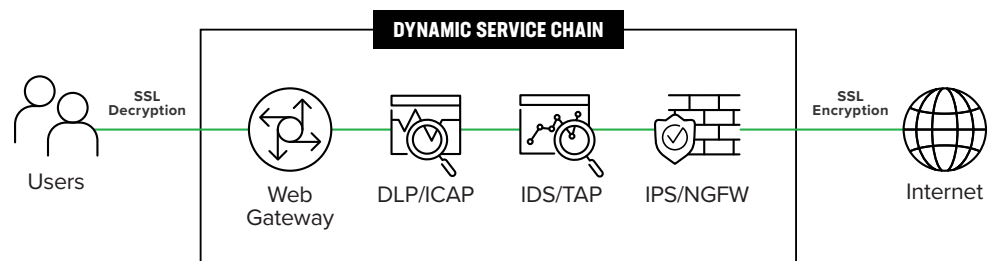 DYNAMIC SERVICE CHAIN
SSL
Decryption
SSL
Encryption
Users
Web
Gateway
DLP/ICAP
IDS/TAP
IPS/NGFW
Internet